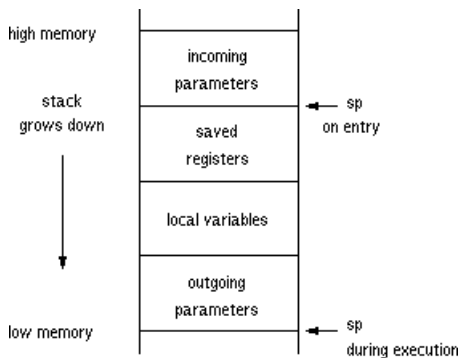 high memory
incoming
parameters
stack
grows down
sp
on entry
saved
registers
local variables
outgoing
parameters
low memory
sp
during execution